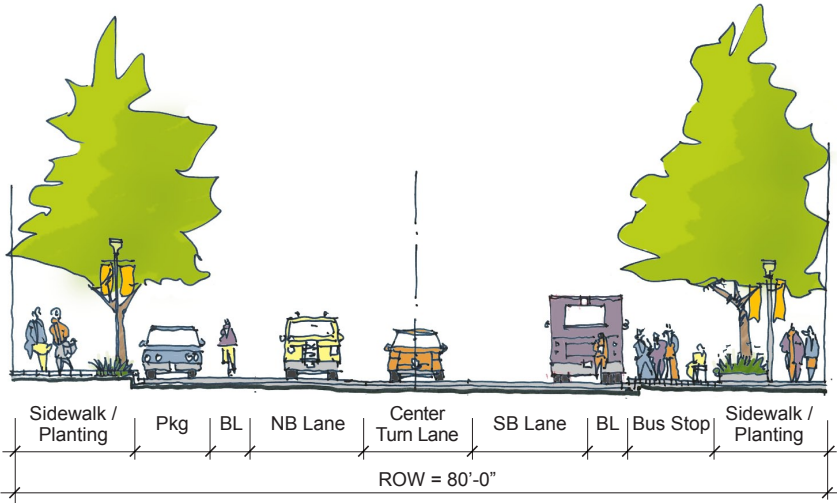 Sidewalk /
Planting
Pkg
BL
NB Lane
Center
Turn Lane
SB Lane
BL
Bus Stop
Sidewalk /
Planting
ROW = 80'-0"